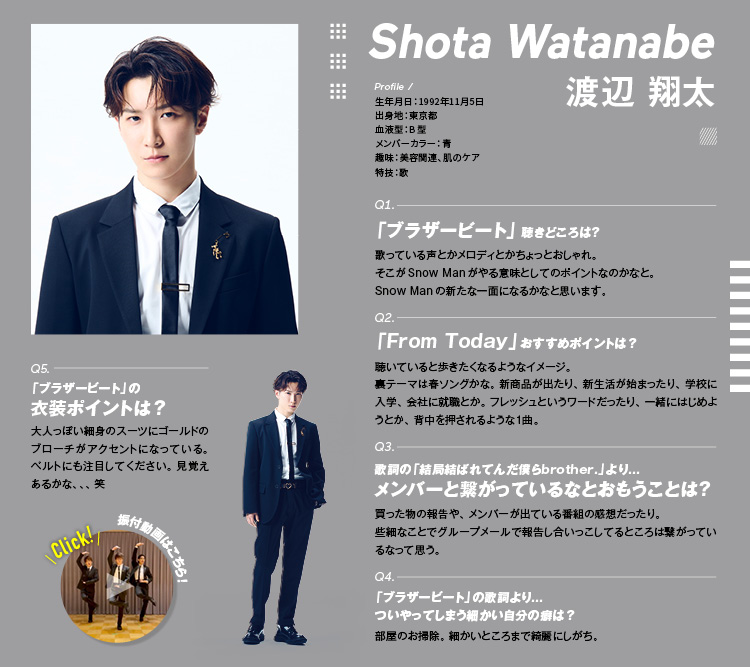 Shota Watanabe
渡辺 翔太
Profile /
生年月日：1992年11月5日
出身地：東京都
血液型：B型
メンバーカラー：青
趣味：美容関連、肌のケア
特技：歌
Q1.
「ブラザービート」聴きどころは？
歌っている声とかメロディとかちょっとおしゃれ。
そこがSnow Manがやる意味としてのポイントなのかなと。
Snow Manの新たな一面になるかなと思います。
Q2.
「From Today」おすすめポイントは？
聴いていると歩きたくなるようなイメージ。
裏テーマは春ソングかな。新商品が出たり、新生活が始まったり、学校に
入学、会社に就職とか。フレッシュというワードだったり、一緒にはじめよ
うとか、背中を押されるような1曲。
Q3.
歌詞の「結局結ばれてんだ僕らbrother.」より…
メンバーと繋がっているなとおもうことは？
買った物の報告や、メンバーが出ている番組の感想だったり。
些細なことでグループメールで報告し合いっこしてるところは繋がってい
るなって思う。
Q4.
「ブラザービート」の歌詞より…
ついやってしまう細かい自分の癖は？
部屋のお掃除。細かいところまで綺麗にしがち。
Q5.
「ブラザービート」の
衣装ポイントは？
大人っぽい細身のスーツにゴールドの
ブローチがアクセントになっている。
ベルトにも注目してください。見覚え
あるかな、、、笑
\Click!/
振付動画はこちら！